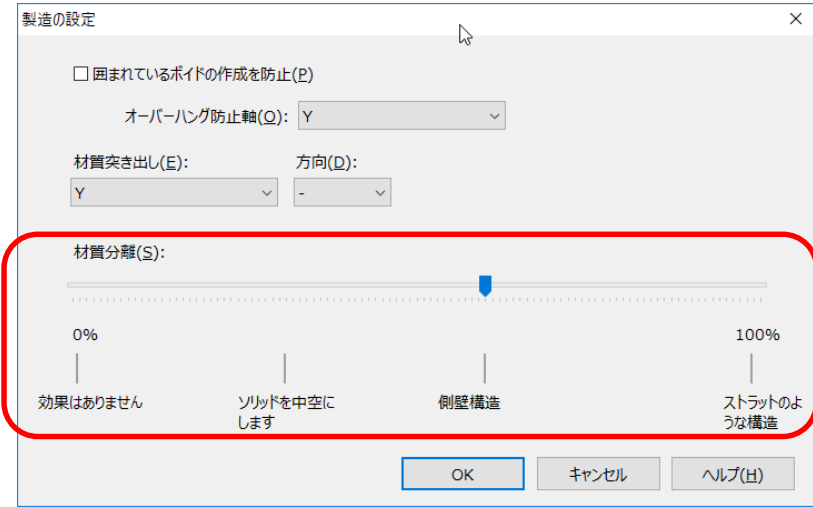 製造の設定
囲まれているボイドの作成を防止(P)
オーバーハング防止軸(O): Y
材質突き出し(E): 方向(D):
Y -
材質分離(S):
0% 100%
効果はありません ソリッドを中空に 側壁構造 ストラットのよ
します うな構造
OK キャンセル ヘルプ(H)